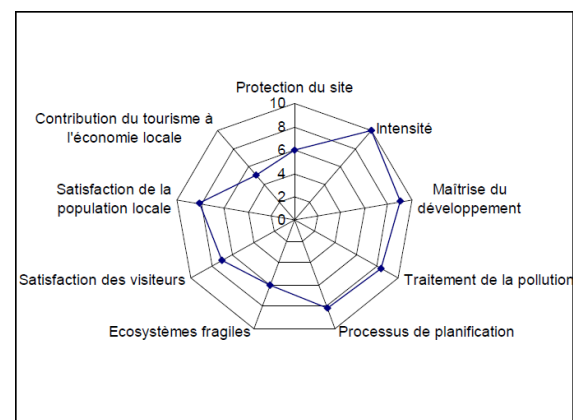 Protection du site
10
8
6
4
2
0
Intensité
Maîtrise du
développement
Traitement de la pollution
Processus de planification
Ecosystèmes fragiles
Satisfaction des visiteurs
Satisfaction de la
population locale
Contribution du tourisme à
l'économie locale